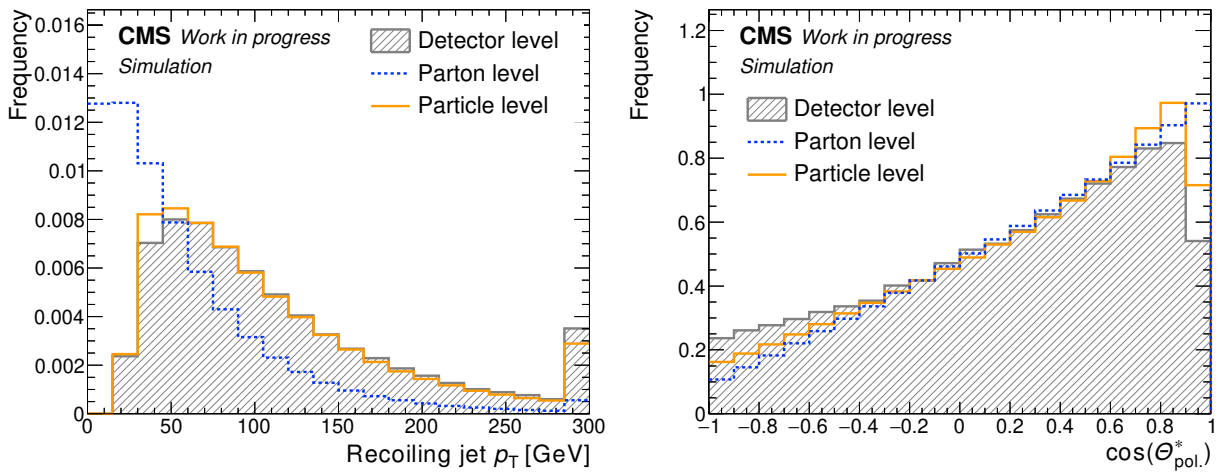 Frequency
0.016
0.014
0.012
0.01
0.008
0.006
0.004
0.002
0
CMS Work in progress
Simulation
Detector level
Parton level
Particle level
0 50 100 150 200 250 300
Recoiling jet p_T [GeV]
Frequency
1.2
1
0.8
0.6
0.4
0.2
0
CMS Work in progress
Simulation
Detector level
Parton level
Particle level
−1 −0.8 −0.6 −0.4 −0.2 0 0.2 0.4 0.6 0.8 1
cos(Θ*pol.)